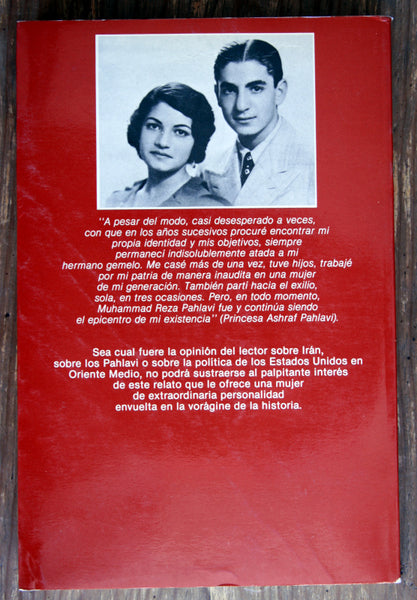 "A pesar del modo, casi desesperado a veces,
con que en los años sucesivos procuré encontrar mi
propia identidad y mis objetivos, siempre
permanecí indisolublemente atada a mi
hermano gemelo. Me casé más de una vez, tuve hijos, trabajé
por mi patria de manera inaudita en una mujer
de mi generación. También partí hacia el exilio,
sola, en tres ocasiones. Pero, en todo momento,
Muhammad Reza Pahlavi fue y continúa siendo
el epicentro de mi existencia" (Princesa Ashraf Pahlavi).
Sea cual fuere la opinión del lector sobre Irán,
sobre los Pahlavi o sobre la política de los Estados Unidos en
Oriente Medio, no podrá sustraerse al palpitante interés
de este relato que le ofrece una mujer
de extraordinaria personalidad
envuelta en la vorágine de la historia.